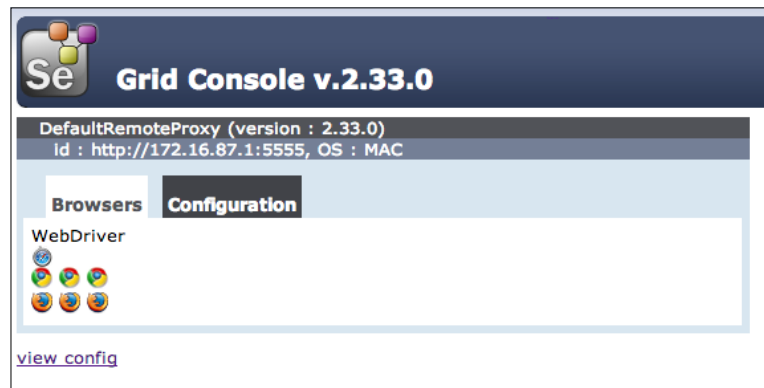 Se
Grid Console v.2.33.0
DefaultRemoteProxy (version : 2.33.0)
id : http://172.16.87.1:5555, OS : MAC
Browsers Configuration
WebDriver
view config